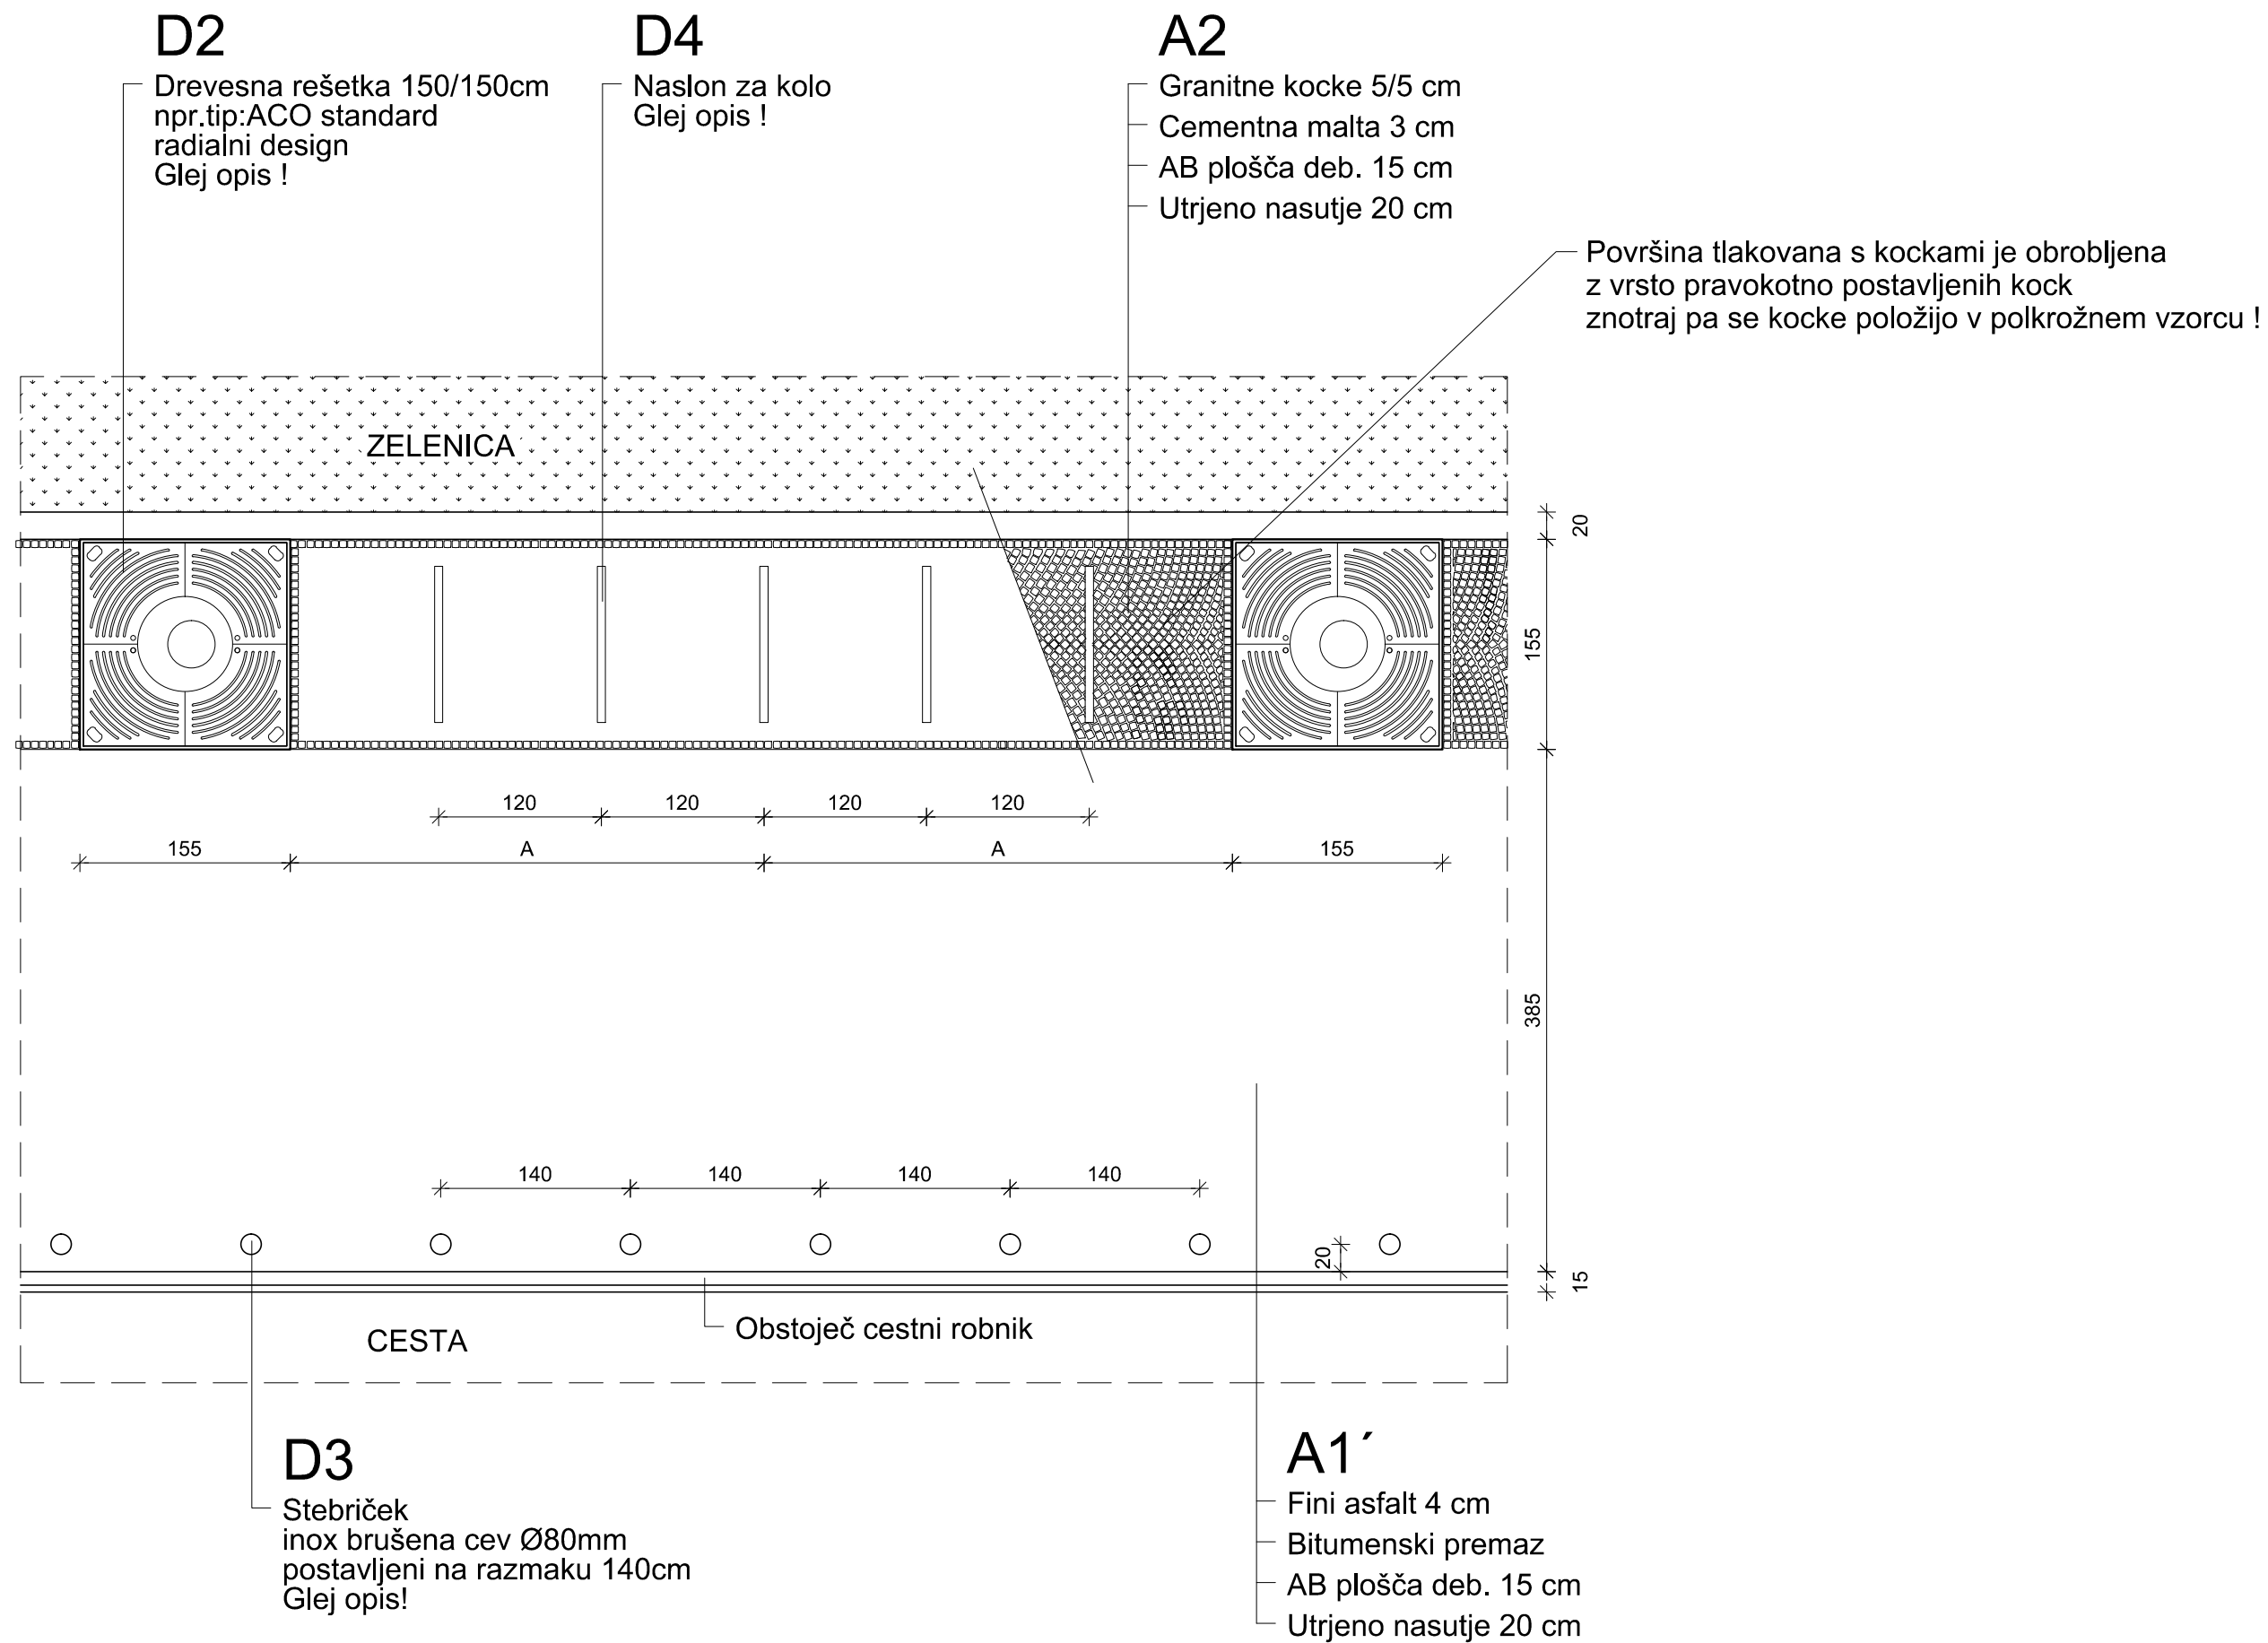 D2
Drevesna rešetka 150/150cm
npr.tip:ACO standard
radialni design
Glej opis !
D4
Naslon za kolo
Glej opis !
A2
Granitne kocke 5/5 cm
Cementna malta 3 cm
AB plošča deb. 15 cm
Utrjeno nasutje 20 cm
Površina tlakovana s kockami je obrobljena
z vrsto pravokotno postavljenih kock
znotraj pa se kocke položijo v polkrožnem vzorcu !
ZELENICA
20
155
120
120
120
120
155
A
A
155
385
140
140
140
140
20
15
Obstoječ cestni robnik
CESTA
D3
Stebriček
inox brušena cev Ø80mm
postavljeni na razmaku 140cm
Glej opis!
A1´
Fini asfalt 4 cm
Bitumenski premaz
AB plošča deb. 15 cm
Utrjeno nasutje 20 cm